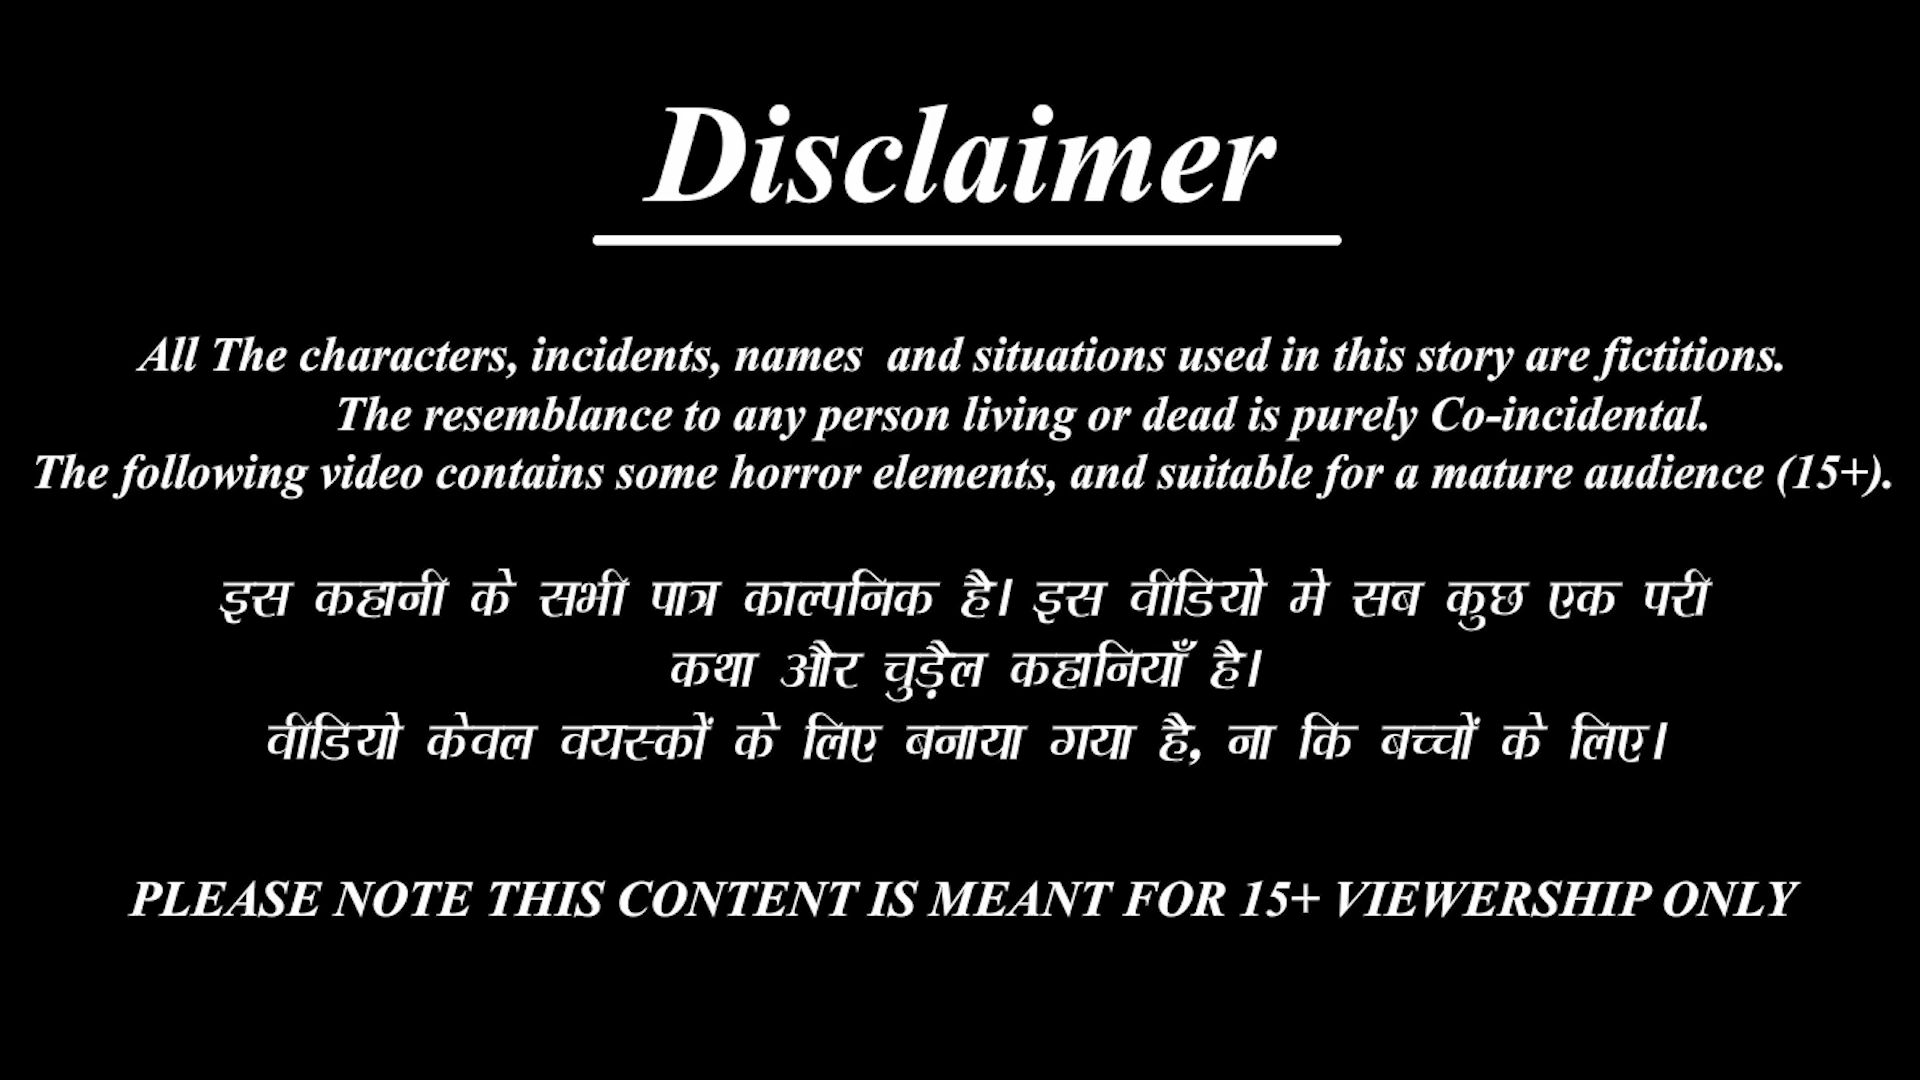 Disclaimer
All The characters, incidents, names and situations used in this story are fictitions.
The resemblance to any person living or dead is purely Co-incidental.
The following video contains some horror elements, and suitable for a mature audience (15+).
इस कहानी के सभी पात्र काल्पनिक है। इस वीडियो मे सब कुछ एक परी
कथा और चुड़ैल कहानियाँ है।
वीडियो केवल वयस्कों के लिए बनाया गया है, ना कि बच्चों के लिए।
PLEASE NOTE THIS CONTENT IS MEANT FOR 15+ VIEWERSHIP ONLY